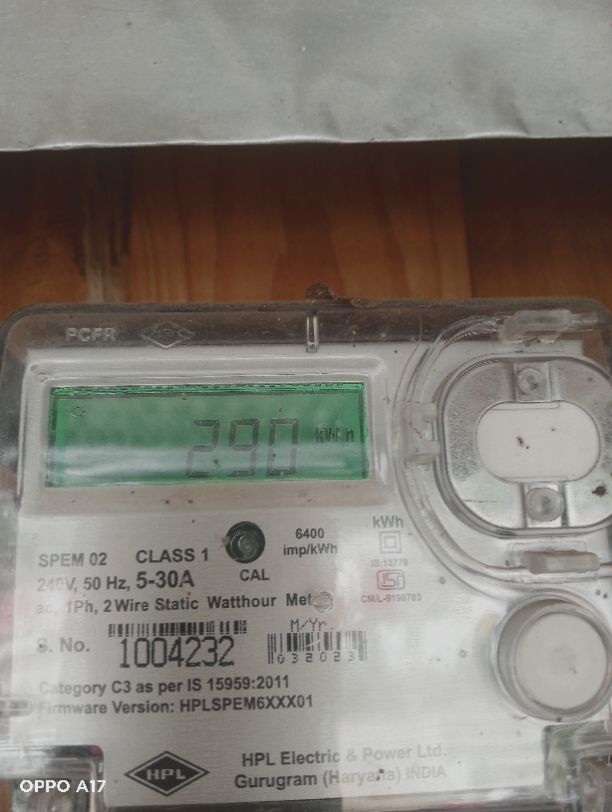 PCFR
290 kWh
6400
imp/kWh
kWh
SPEM 02 CLASS 1
CAL
IS:13779
240V, 50 Hz, 5-30A
CM/L-9190783
ac, 1Ph, 2 Wire Static Watthour
M/Yr.
S. No. 1004232
032023
Category C3 as per IS 15959:2011
Firmware Version: HPLSPEM6XXX01
HPL
HPL Electric & Power Ltd.
Gurugram (Haryana) INDIA
OPPO A17